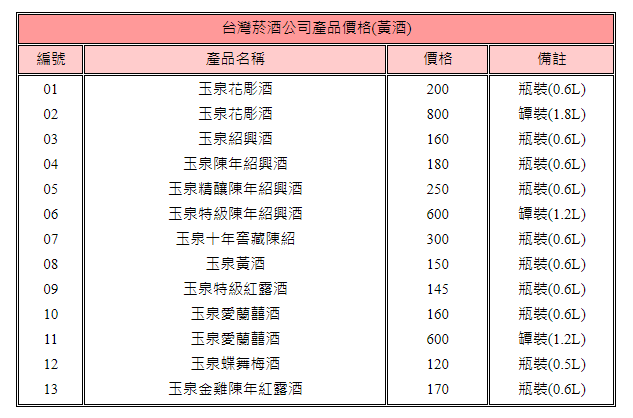 台灣菸酒公司產品價格(黃酒)
編號 產品名稱 價格 備註
01 玉泉花彫酒 200 瓶裝(0.6L)
02 玉泉花彫酒 800 罈裝(1.8L)
03 玉泉紹興酒 160 瓶裝(0.6L)
04 玉泉陳年紹興酒 180 瓶裝(0.6L)
05 玉泉精釀陳年紹興酒 250 瓶裝(0.6L)
06 玉泉特級陳年紹興酒 600 罈裝(1.2L)
07 玉泉十年窖藏陳紹 300 瓶裝(0.6L)
08 玉泉黃酒 150 瓶裝(0.6L)
09 玉泉特級紅露酒 145 瓶裝(0.6L)
10 玉泉愛蘭囍酒 160 瓶裝(0.6L)
11 玉泉愛蘭囍酒 600 罈裝(1.2L)
12 玉泉蝶舞梅酒 120 瓶裝(0.5L)
13 玉泉金雞陳年紅露酒 170 瓶裝(0.6L)